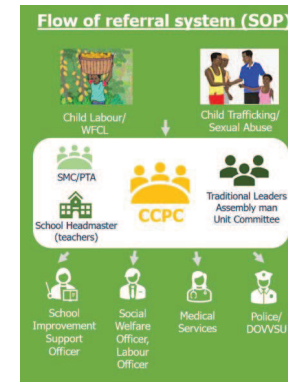 Flow of referral system (SOP)
Child Labour/
WFCL
Child Trafficking/
Sexual Abuse
SMC/PTA
School Headmaster
(teachers)
CCPC
Traditional Leaders
Assembly man
Unit Committee
School
Improvement
Support
Officer
Social
Welfare
Officer,
Labour
Officer
Medical
Services
Police/
DOVVSU